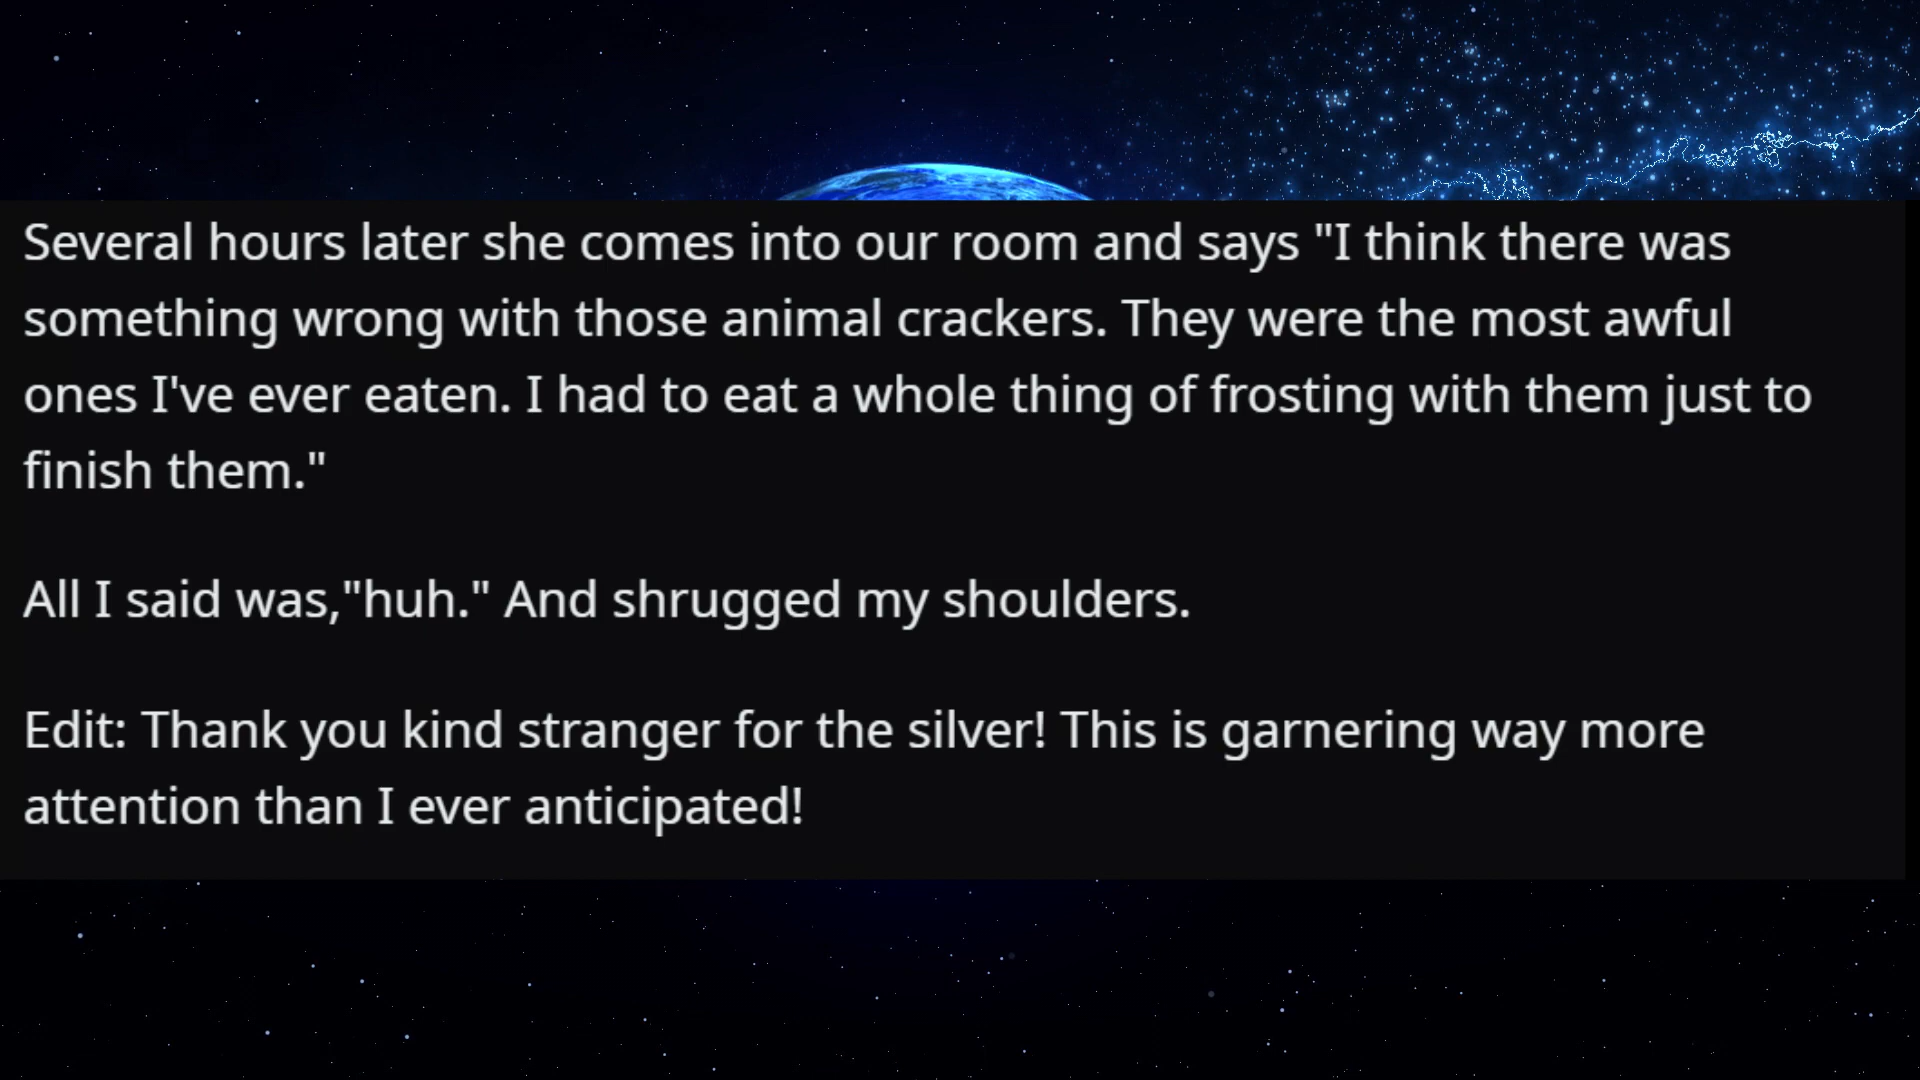 Several hours later she comes into our room and says "I think there was
something wrong with those animal crackers. They were the most awful
ones I've ever eaten. I had to eat a whole thing of frosting with them just to
finish them."
All I said was,"huh." And shrugged my shoulders.
Edit: Thank you kind stranger for the silver! This is garnering way more
attention than I ever anticipated!